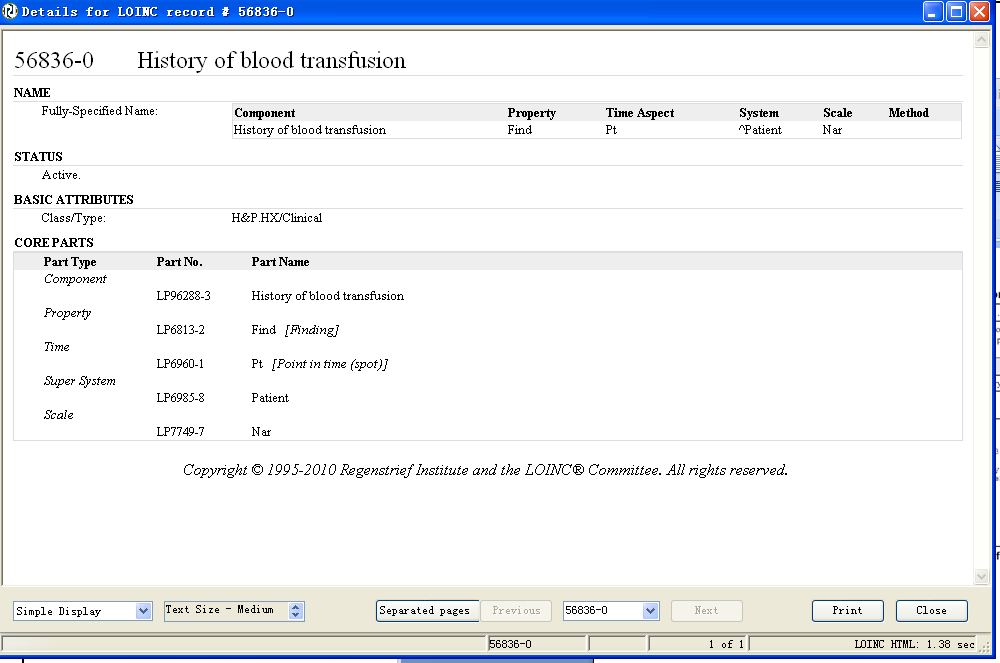 Details for LOINC record # 56836-0
56836-0 History of blood transfusion
NAME
Fully-Specified Name: Component Property Time Aspect System Scale Method
History of blood transfusion Find Pt ^Patient Nar
STATUS
Active.
BASIC ATTRIBUTES
Class/Type: H&P.HX/Clinical
CORE PARTS
Part Type Part No. Part Name
Component
LP96288-3 History of blood transfusion
Property
LP6813-2 Find [Finding]
Time
LP6960-1 Pt [Point in time (spot)]
Super System
LP6985-8 Patient
Scale
LP7749-7 Nar
Copyright © 1995-2010 Regenstrief Institute and the LOINC® Committee. All rights reserved.
Simple Display Text Size - Medium Separated pages Previous 56836-0 Next Print Close
56836-0 1 of 1 LOINC HTML: 1.38 sec